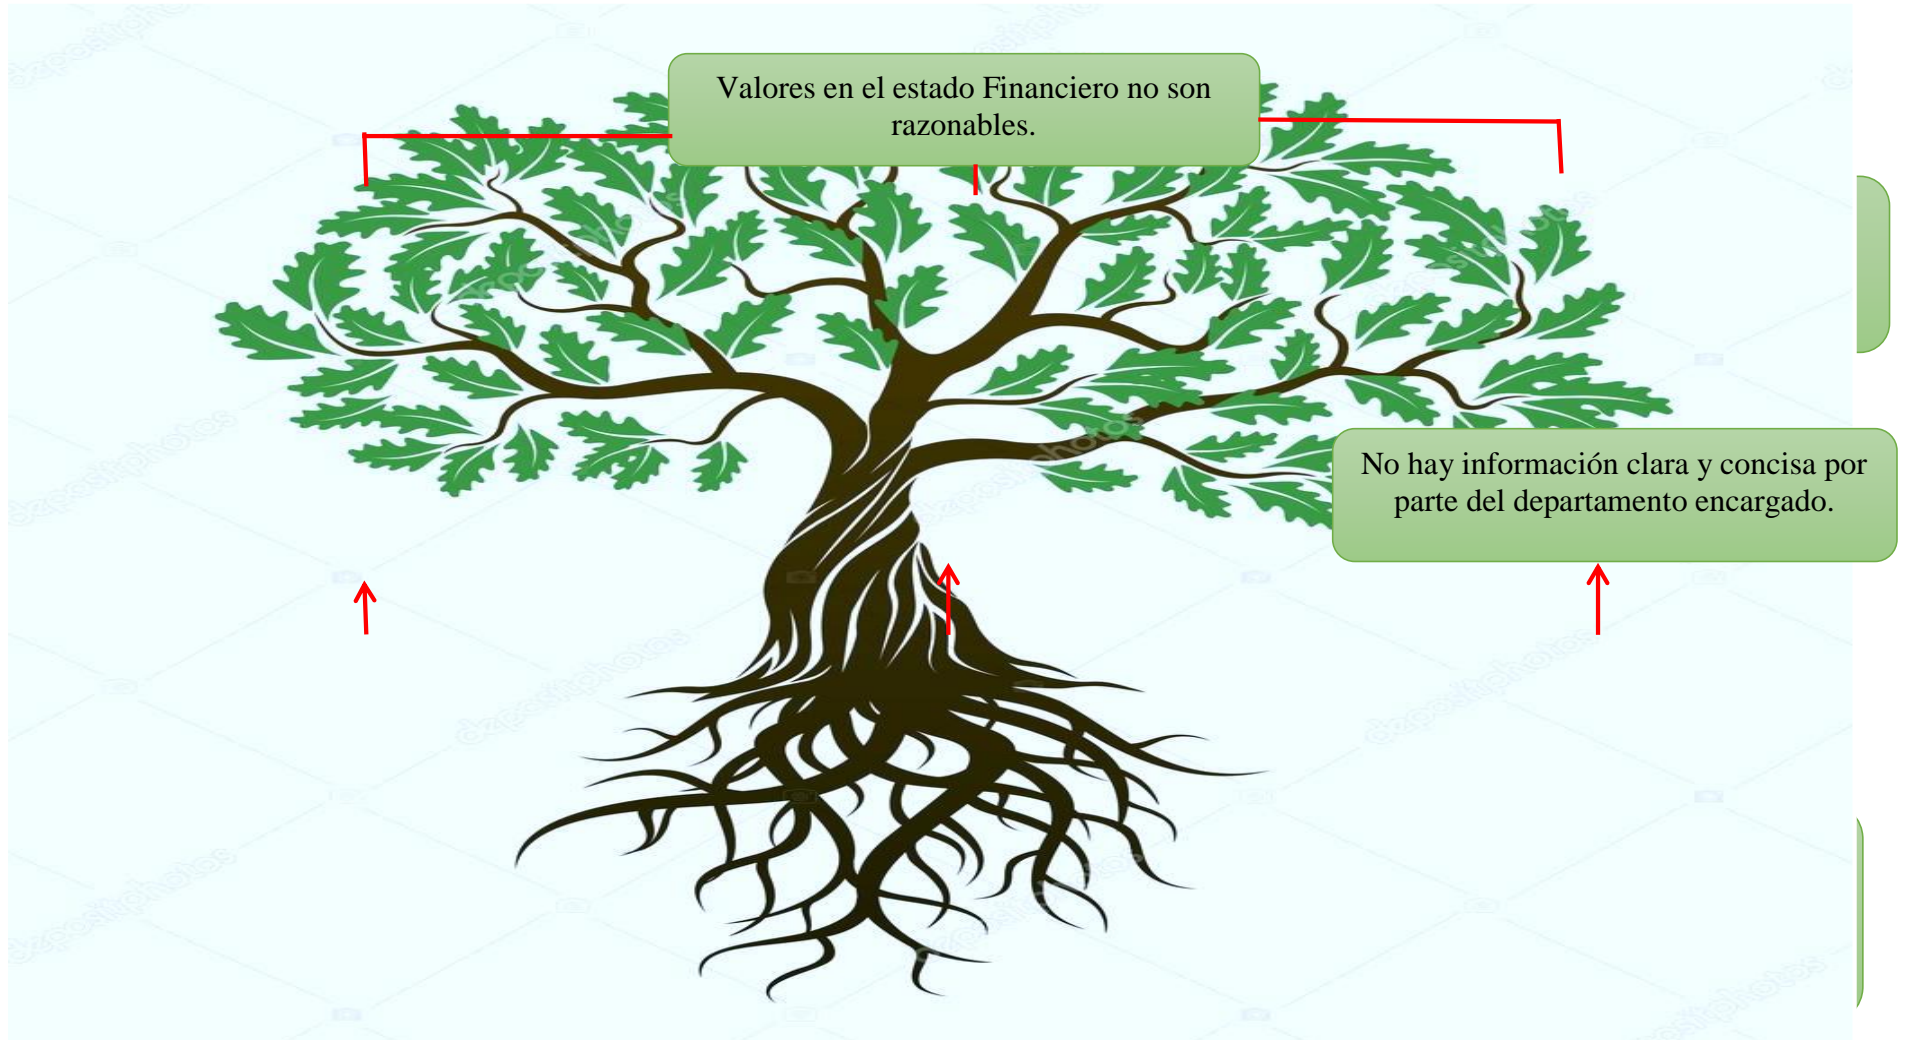 Valores en el estado Financiero no son
razonables.
No hay información clara y concisa por
parte del departamento encargado.